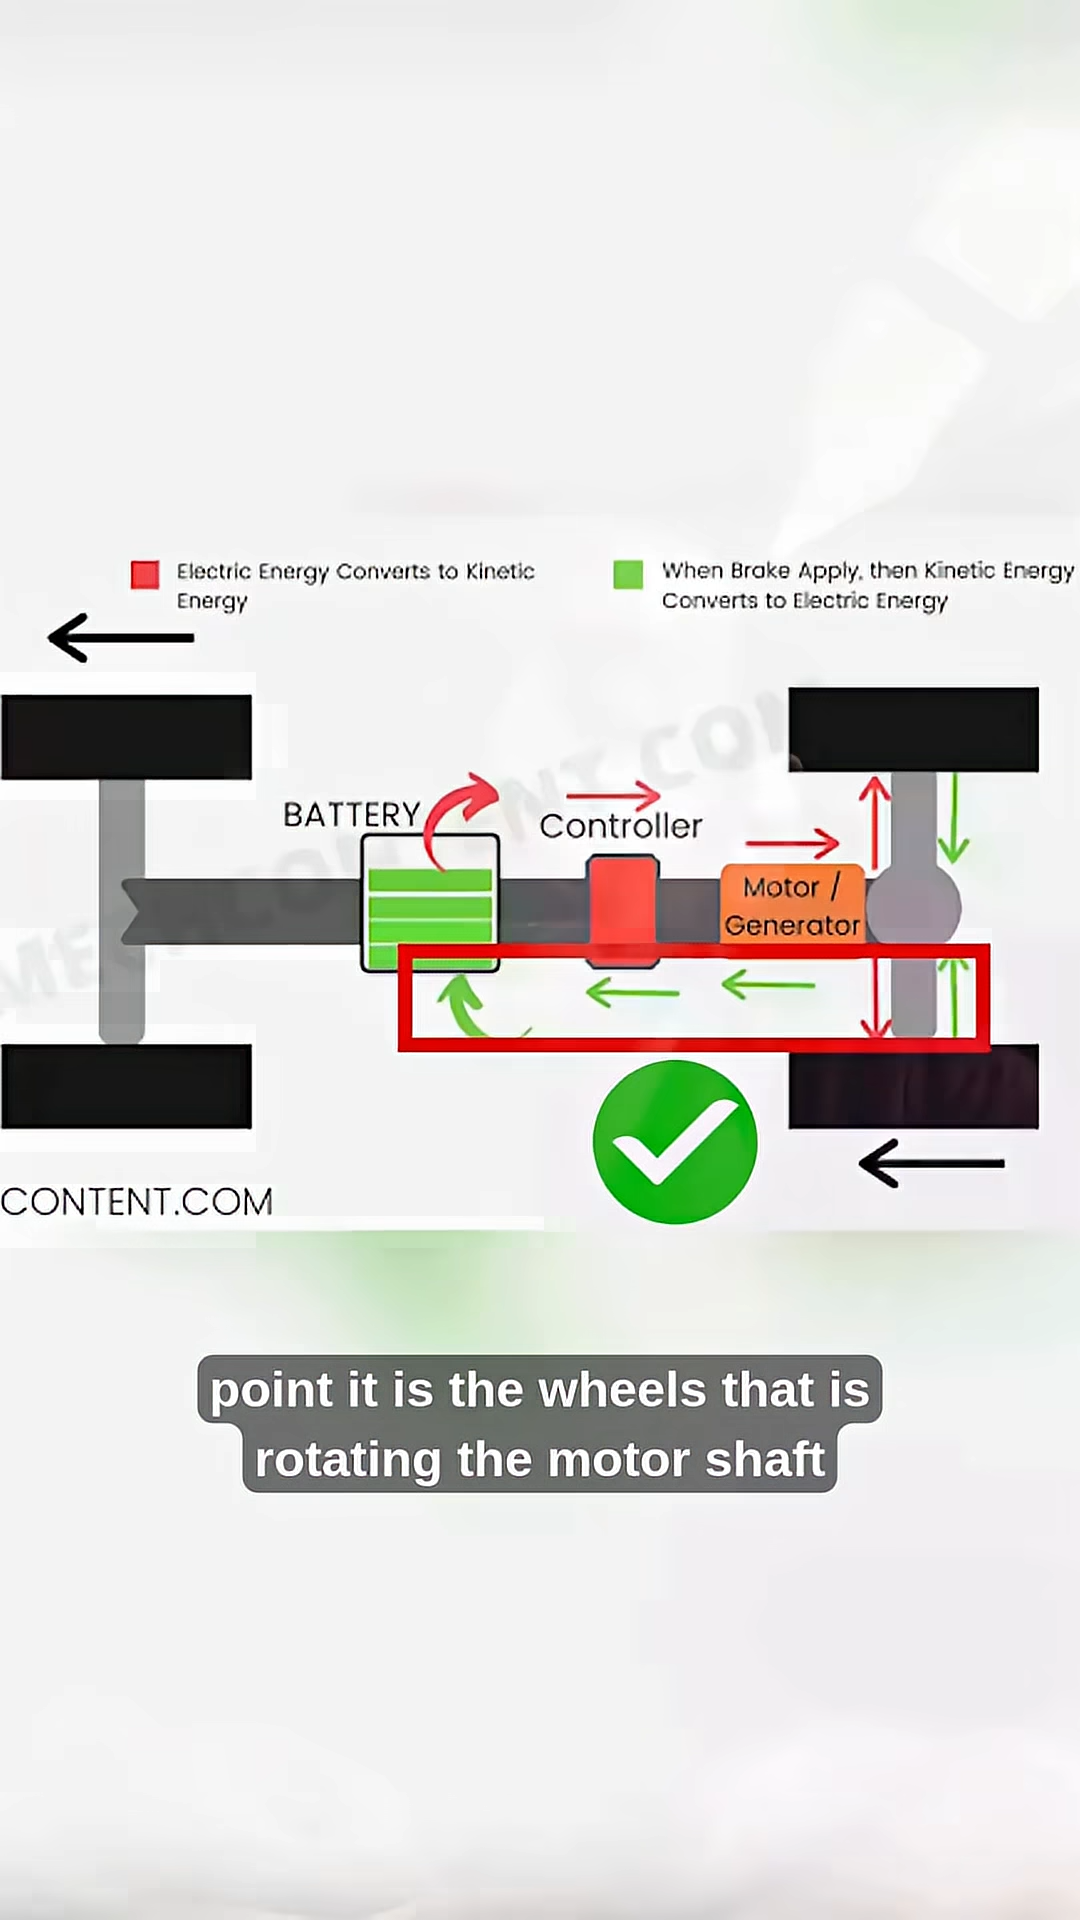 Electric Energy Converts to Kinetic
Energy
When Brake Apply, then Kinetic Energy
Converts to Electric Energy
BATTERY
Controller
Motor /
Generator
CONTENT.COM
point it is the wheels that is
rotating the motor shaft